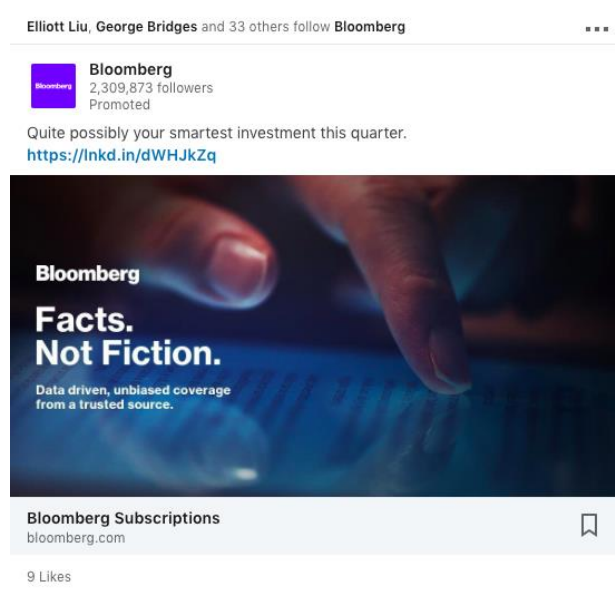 Elliott Liu, George Bridges and 33 others follow Bloomberg
Bloomberg
Bloomberg
2,309,873 followers
Promoted
Quite possibly your smartest investment this quarter.
https://lnkd.in/dWHJkZq
Bloomberg
Facts.
Not Fiction.
Data driven, unbiased coverage
from a trusted source.
Bloomberg Subscriptions
bloomberg.com
9 Likes